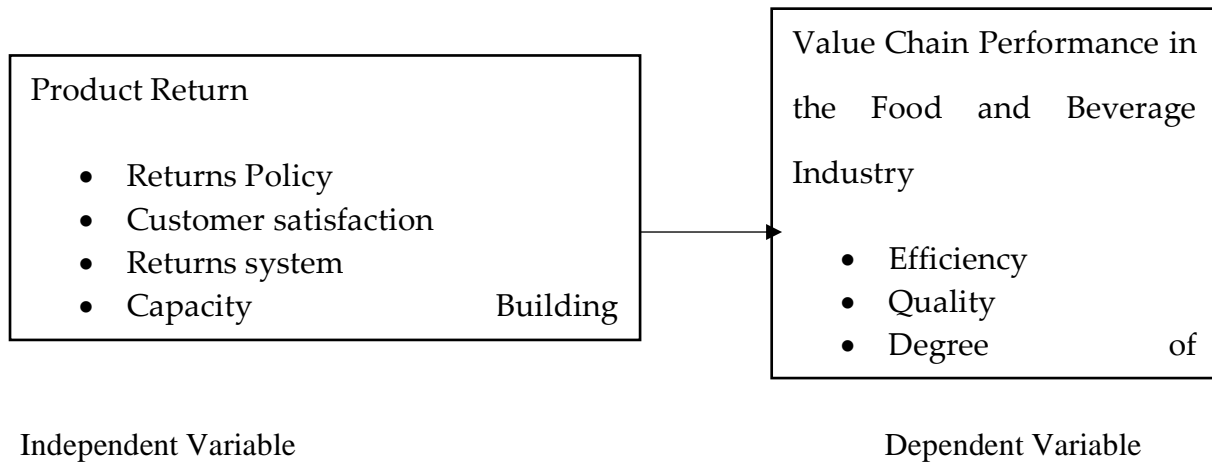 Product Return
• Returns Policy
• Customer satisfaction
• Returns system
• Capacity Building
Value Chain Performance in
the Food and Beverage
Industry
• Efficiency
• Quality
• Degree of
Independent Variable
Dependent Variable